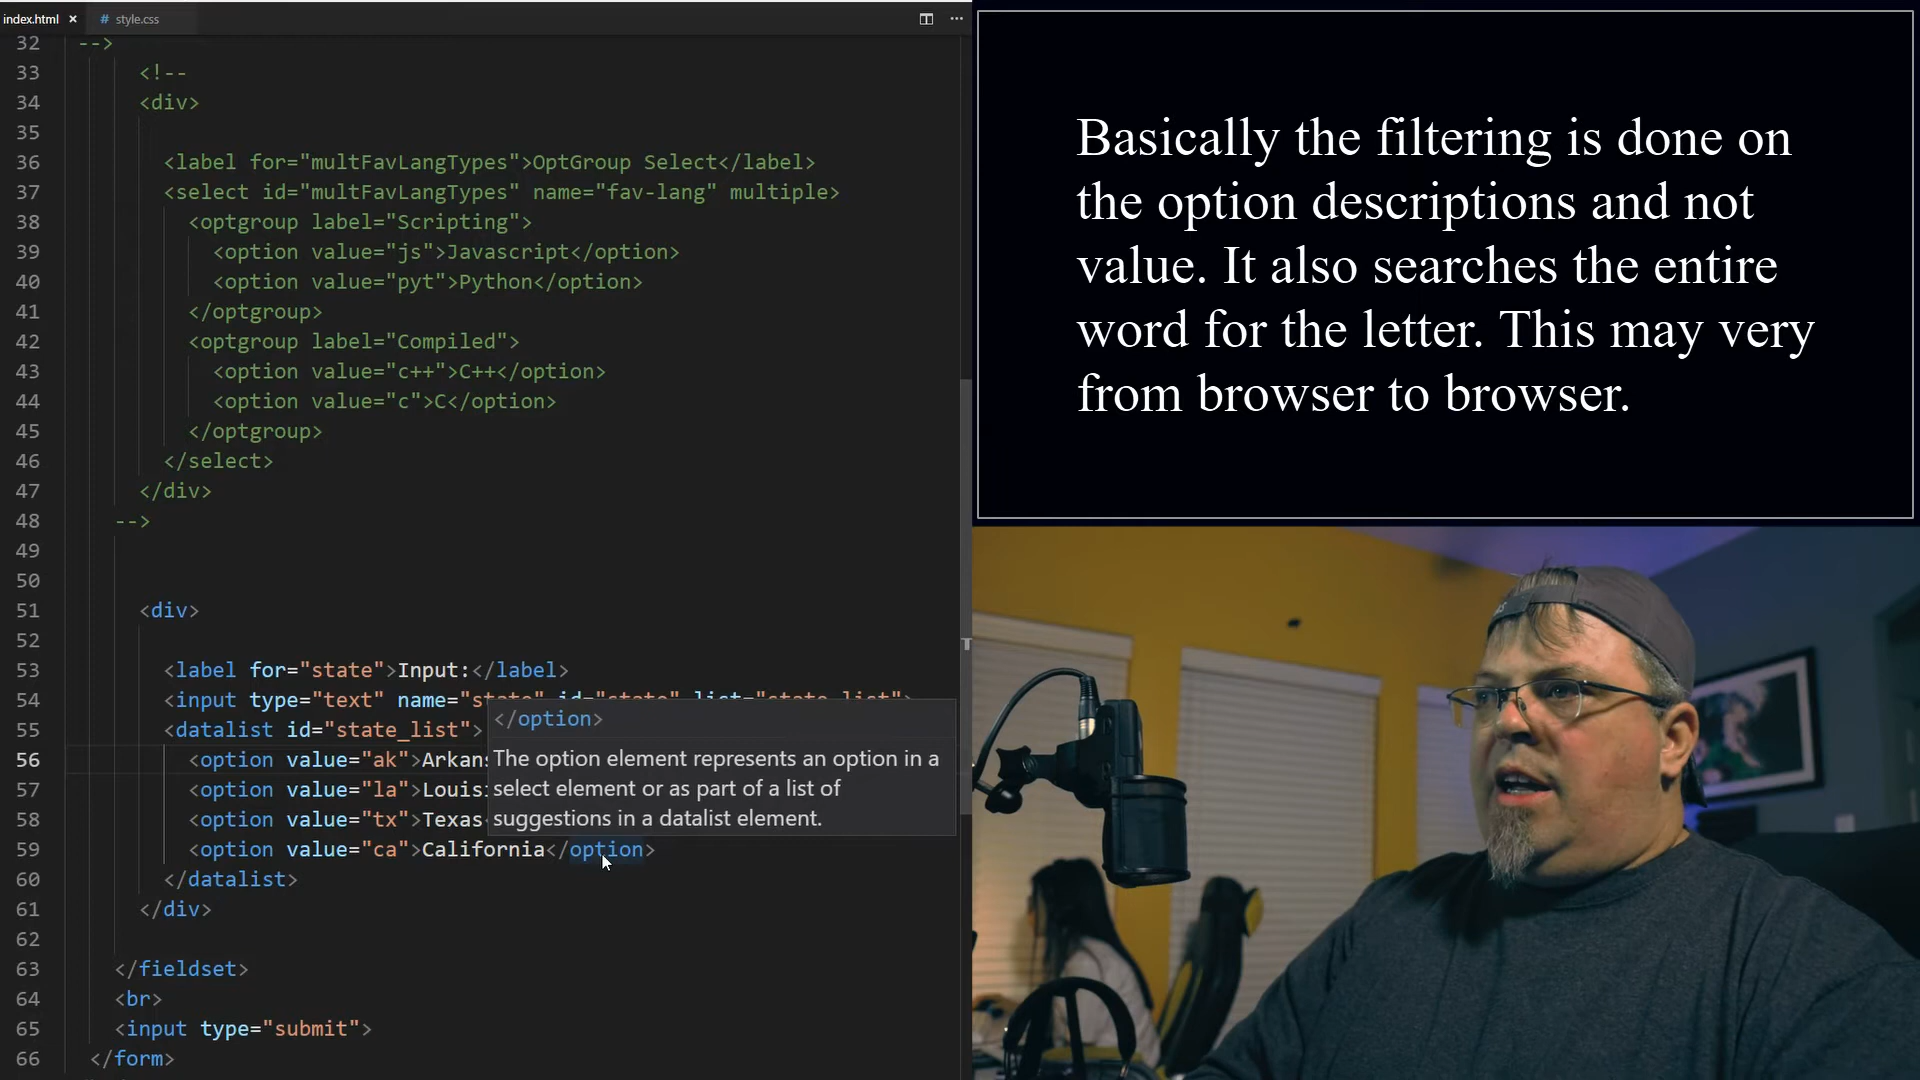 index.html × # style.css
32 -->
33 <!--
34 <div>
35
36 <label for="multFavLangTypes">OptGroup Select</label>
37 <select id="multFavLangTypes" name="fav-lang" multiple>
38 <optgroup label="Scripting">
39 <option value="js">Javascript</option>
40 <option value="pyt">Python</option>
41 </optgroup>
42 <optgroup label="Compiled">
43 <option value="c++">C++</option>
44 <option value="c">C</option>
45 </optgroup>
46 </select>
47 </div>
48 -->
49
50
51 <div>
52
53 <label for="state">Input:</label>
54 <input type="text" name="state" id="state" list="state_list">
55 <datalist id="state_list">
56 <option value="ak">Arkans
57 <option value="la">Louisi
58 <option value="tx">Texas
59 <option value="ca">California</option>
60 </datalist>
61 </div>
62
63 </fieldset>
64 <br>
65 <input type="submit">
66 </form>
</option>
The option element represents an option in a
select element or as part of a list of
suggestions in a datalist element.
Basically the filtering is done on
the option descriptions and not
value. It also searches the entire
word for the letter. This may very
from browser to browser.